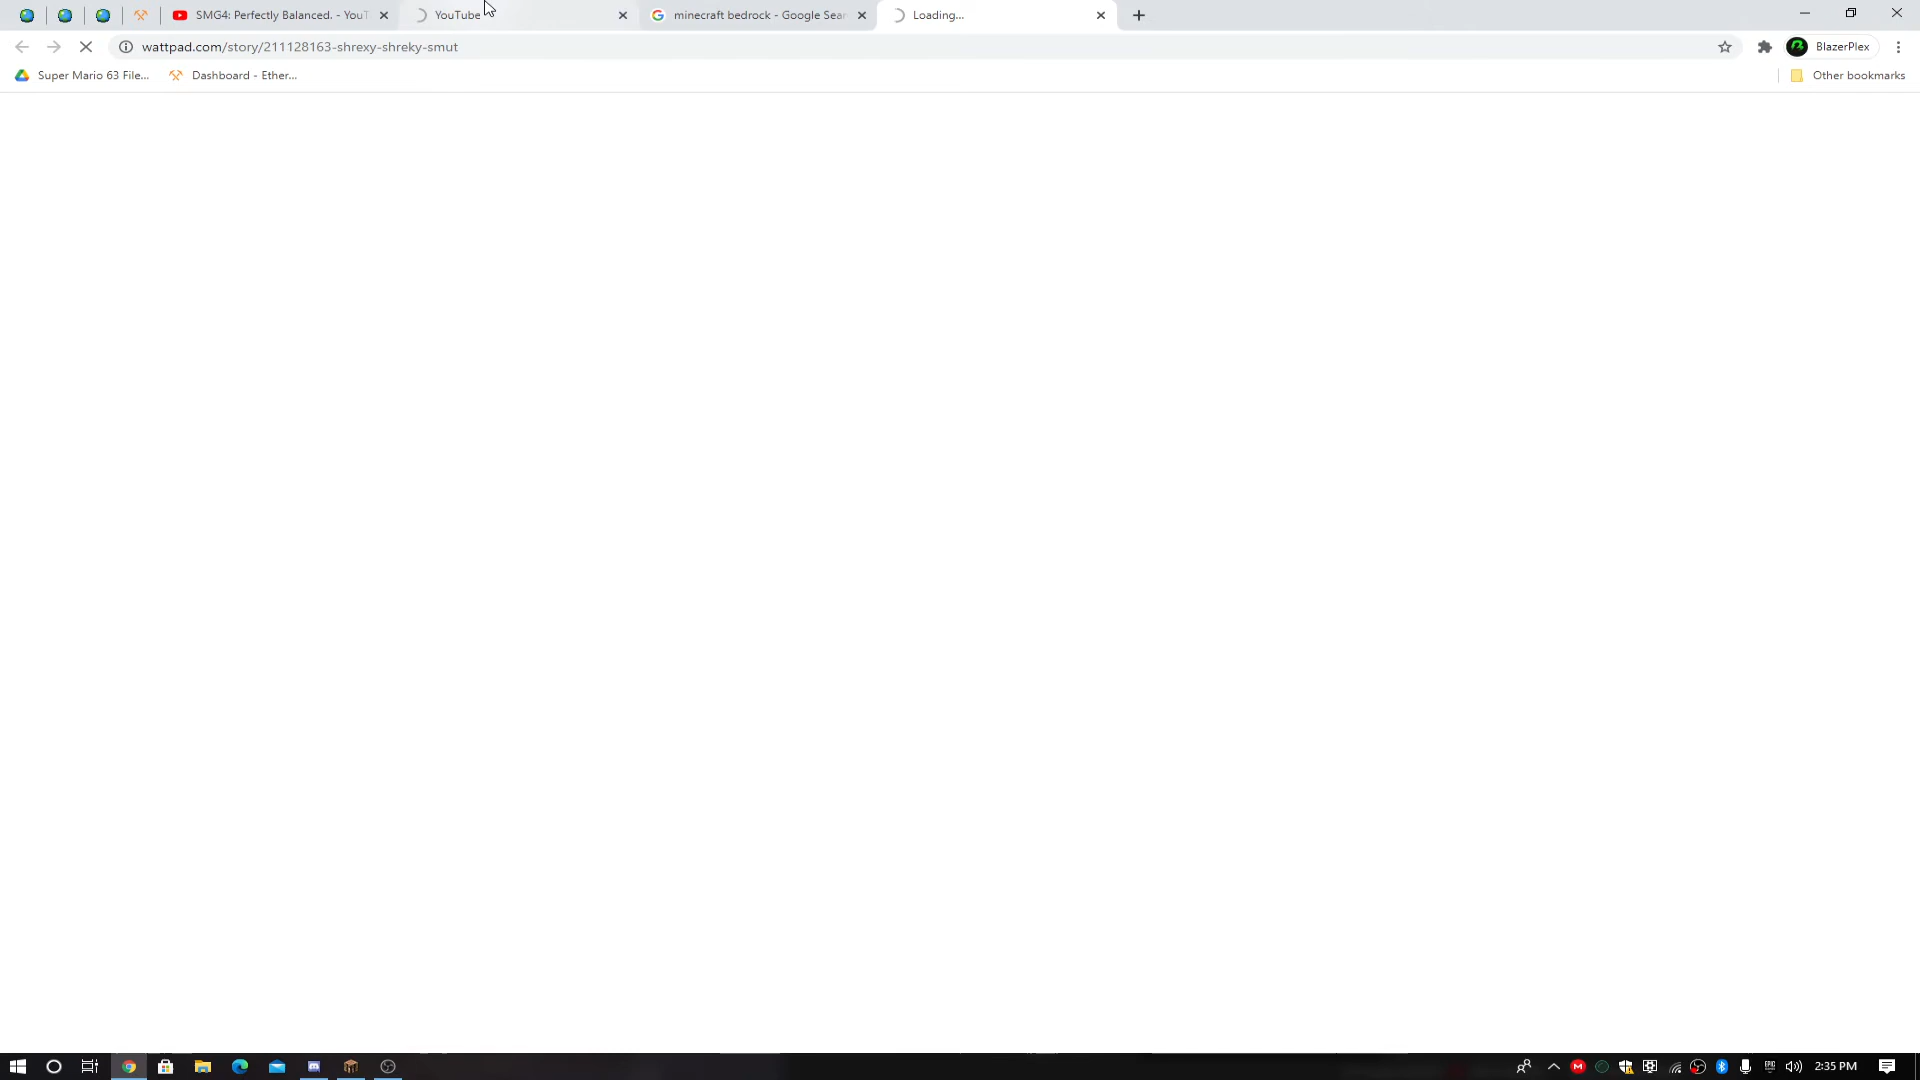 SMG4: Perfectly Balanced. - YouT
YouTube
minecraft bedrock - Google Sear
Loading...
wattpad.com/story/211128163-shrexy-shreky-smut
BlazerPlex
Super Mario 63 File...
Dashboard - Ether...
Other bookmarks
2:35 PM